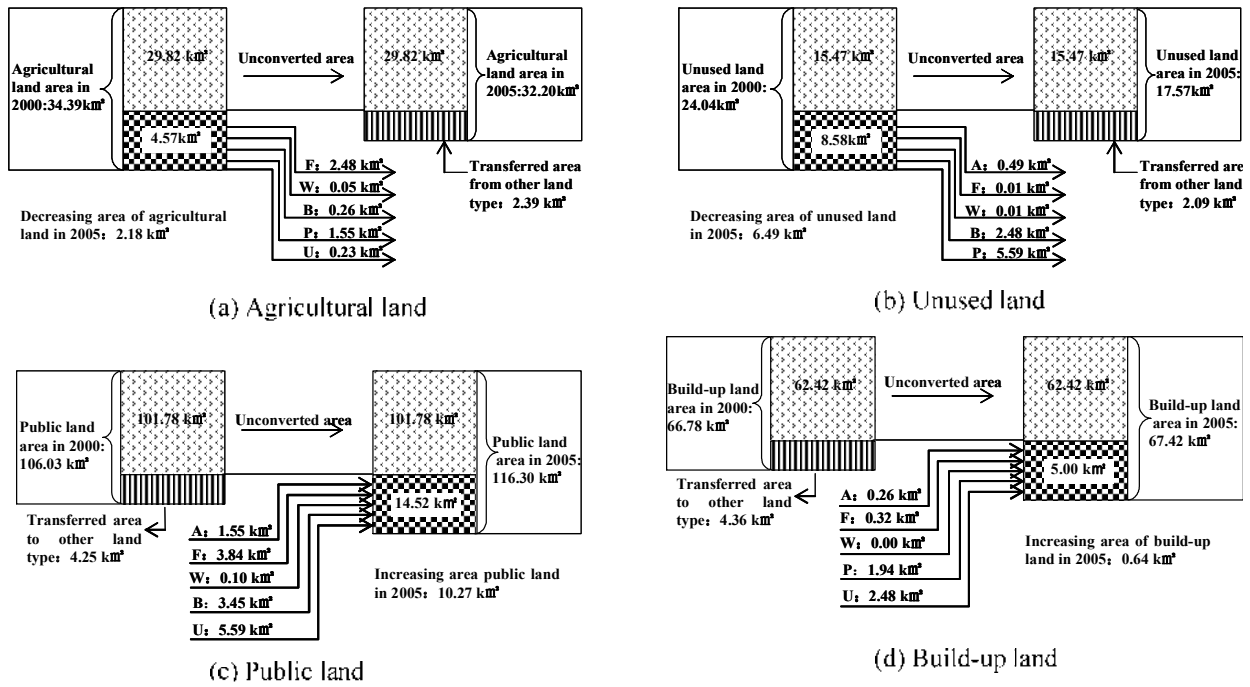 29.82 km²
Unconverted area
29.82 km²
Agricultural
land area in
2000:34.39km²
Agricultural
land area in
2005:32.20km²
4.57km²
F: 2.48 km²
W: 0.05 km²
B: 0.26 km²
P: 1.55 km²
U: 0.23 km²
Transferred area
from other land
type: 2.39 km²
Decreasing area of agricultural
land in 2005: 2.18 km²
(a) Agricultural land
15.47 km²
Unconverted area
15.47 km²
Unused land
area in 2000:
24.04km²
Unused land
area in 2005:
17.57km²
8.58km²
A: 0.49 km²
F: 0.01 km²
W: 0.01 km²
B: 2.48 km²
P: 5.59 km²
Transferred area
from other land
type: 2.09 km²
Decreasing area of unused land
in 2005: 6.49 km²
(b) Unused land
101.78 km²
Unconverted area
101.78 km²
Public land
area in 2000:
106.03km²
Public land
area in 2005:
116.30km²
14.52 km²
Transferred area
to other land
type: 4.25 km²
A: 1.55 km²
F: 3.84 km²
W: 0.10 km²
B: 3.45 km²
U: 5.59 km²
Increasing area public land
in 2005: 10.27 km²
(c) Public land
62.42 km²
Unconverted area
62.42 km²
Build-up land
area in 2000:
66.78km²
Build-up land
area in 2005:
67.42km²
5.00 km²
Transferred area
to other land
type: 4.36 km²
A: 0.26 km²
F: 0.32 km²
W: 0.00 km²
P: 1.94 km²
U: 2.48 km²
Increasing area of build-up
land in 2005: 0.64 km²
(d) Build-up land